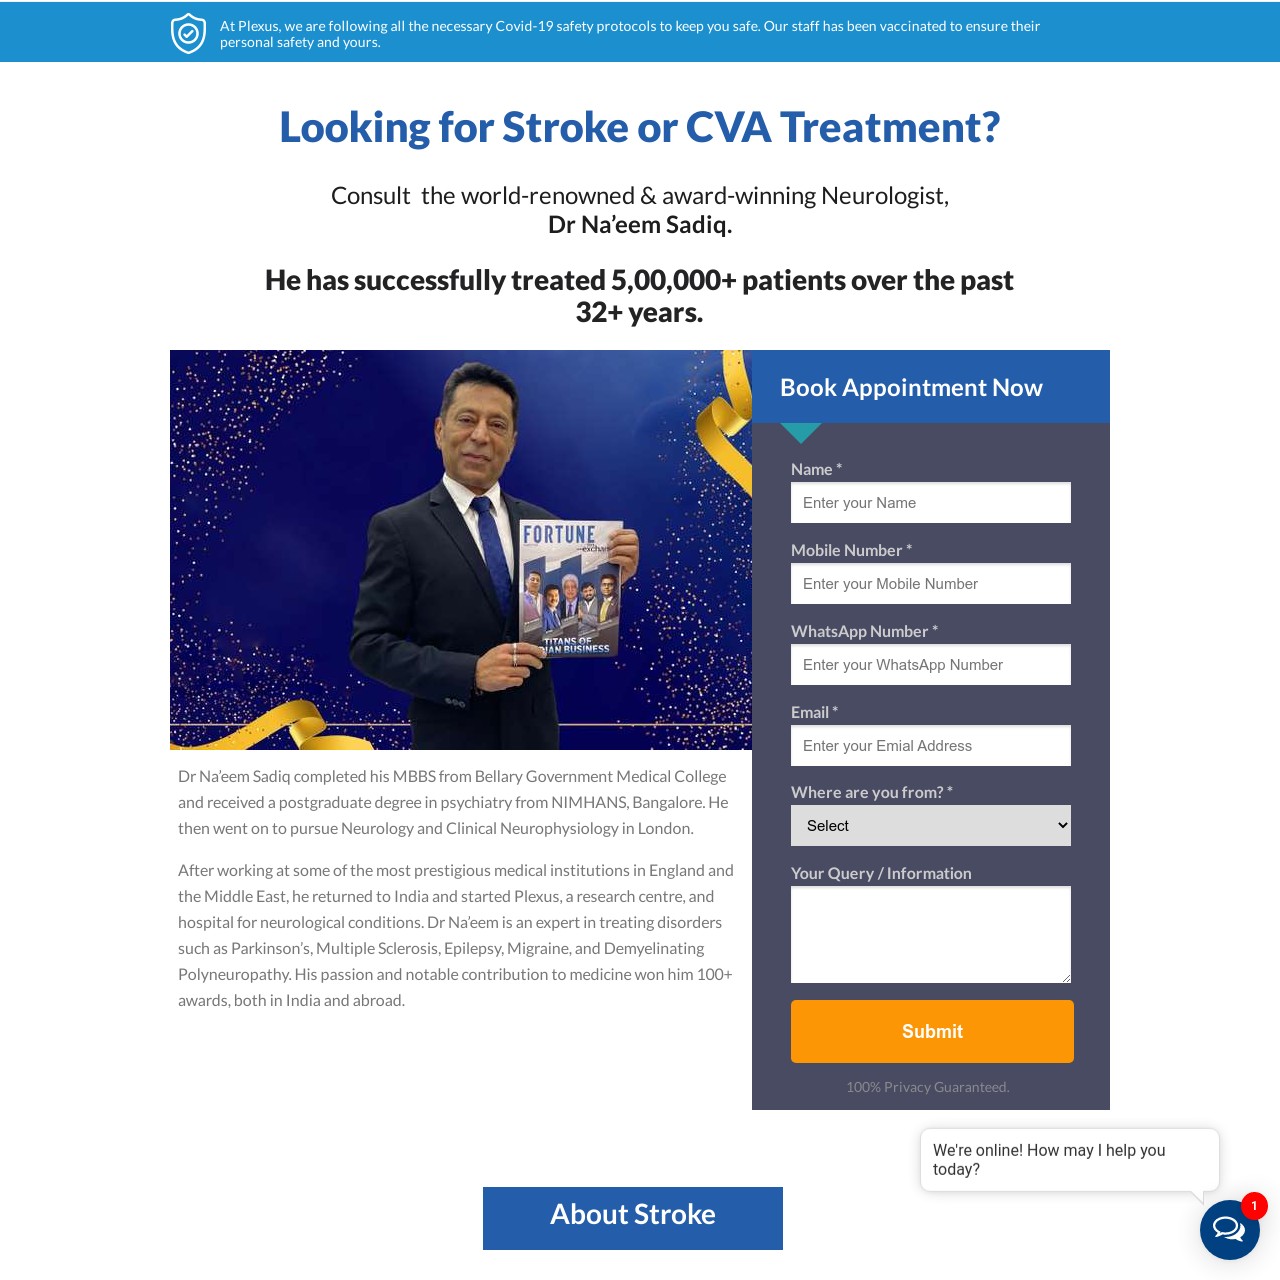 At Plexus, we are following all the necessary Covid-19 safety protocols to keep you safe. Our staff has been vaccinated to ensure their
personal safety and yours.
Looking for Stroke or CVA Treatment?
Consult  the world-renowned & award-winning Neurologist,
Dr Na’eem Sadiq.
He has successfully treated 5,00,000+ patients over the past
32+ years.
FORTUNE
exchan
TITANS OF
IAN BUSINESS
Dr Na’eem Sadiq completed his MBBS from Bellary Government Medical College
and received a postgraduate degree in psychiatry from NIMHANS, Bangalore. He
then went on to pursue Neurology and Clinical Neurophysiology in London.
After working at some of the most prestigious medical institutions in England and
the Middle East, he returned to India and started Plexus, a research centre, and
hospital for neurological conditions. Dr Na’eem is an expert in treating disorders
such as Parkinson’s, Multiple Sclerosis, Epilepsy, Migraine, and Demyelinating
Polyneuropathy. His passion and notable contribution to medicine won him 100+
awards, both in India and abroad.
Book Appointment Now
Name *
Enter your Name
Mobile Number *
Enter your Mobile Number
WhatsApp Number *
Enter your WhatsApp Number
Email *
Enter your Emial Address
Where are you from? *
Select
Your Query / Information
Submit
100% Privacy Guaranteed.
We're online! How may I help you
today?
1
About Stroke